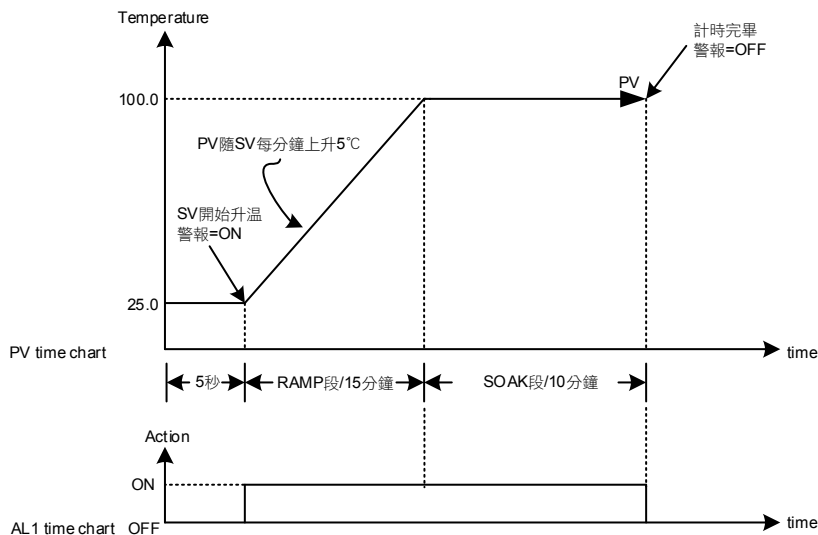 Temperature
計時完畢
警報=OFF
PV
100.0
PV隨SV每分鐘上升5℃
SV開始升温
警報=ON
25.0
PV time chart
time
5秒
RAMP段/15分鐘
SOAK段/10分鐘
Action
ON
AL1 time chart
OFF
time